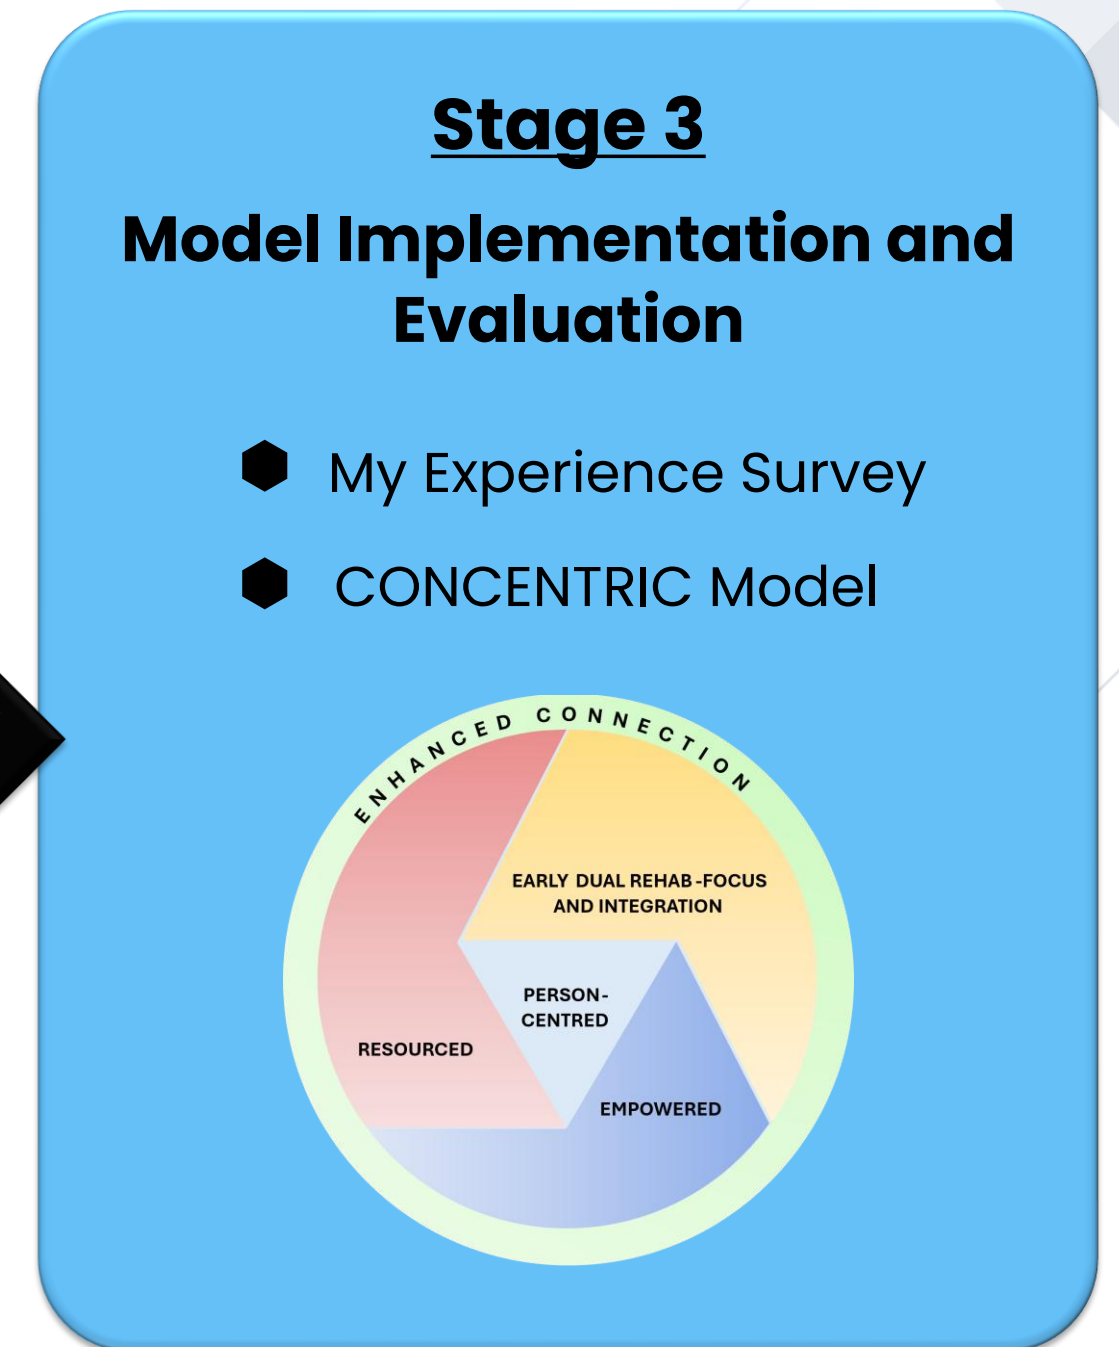 Stage 3
Model Implementation and
Evaluation
My Experience Survey
CONCENTRIC Model
ENHANCED CONNECTION
EARLY DUAL REHAB-FOCUS
AND INTEGRATION
PERSON-
CENTRED
RESOURCED
EMPOWERED